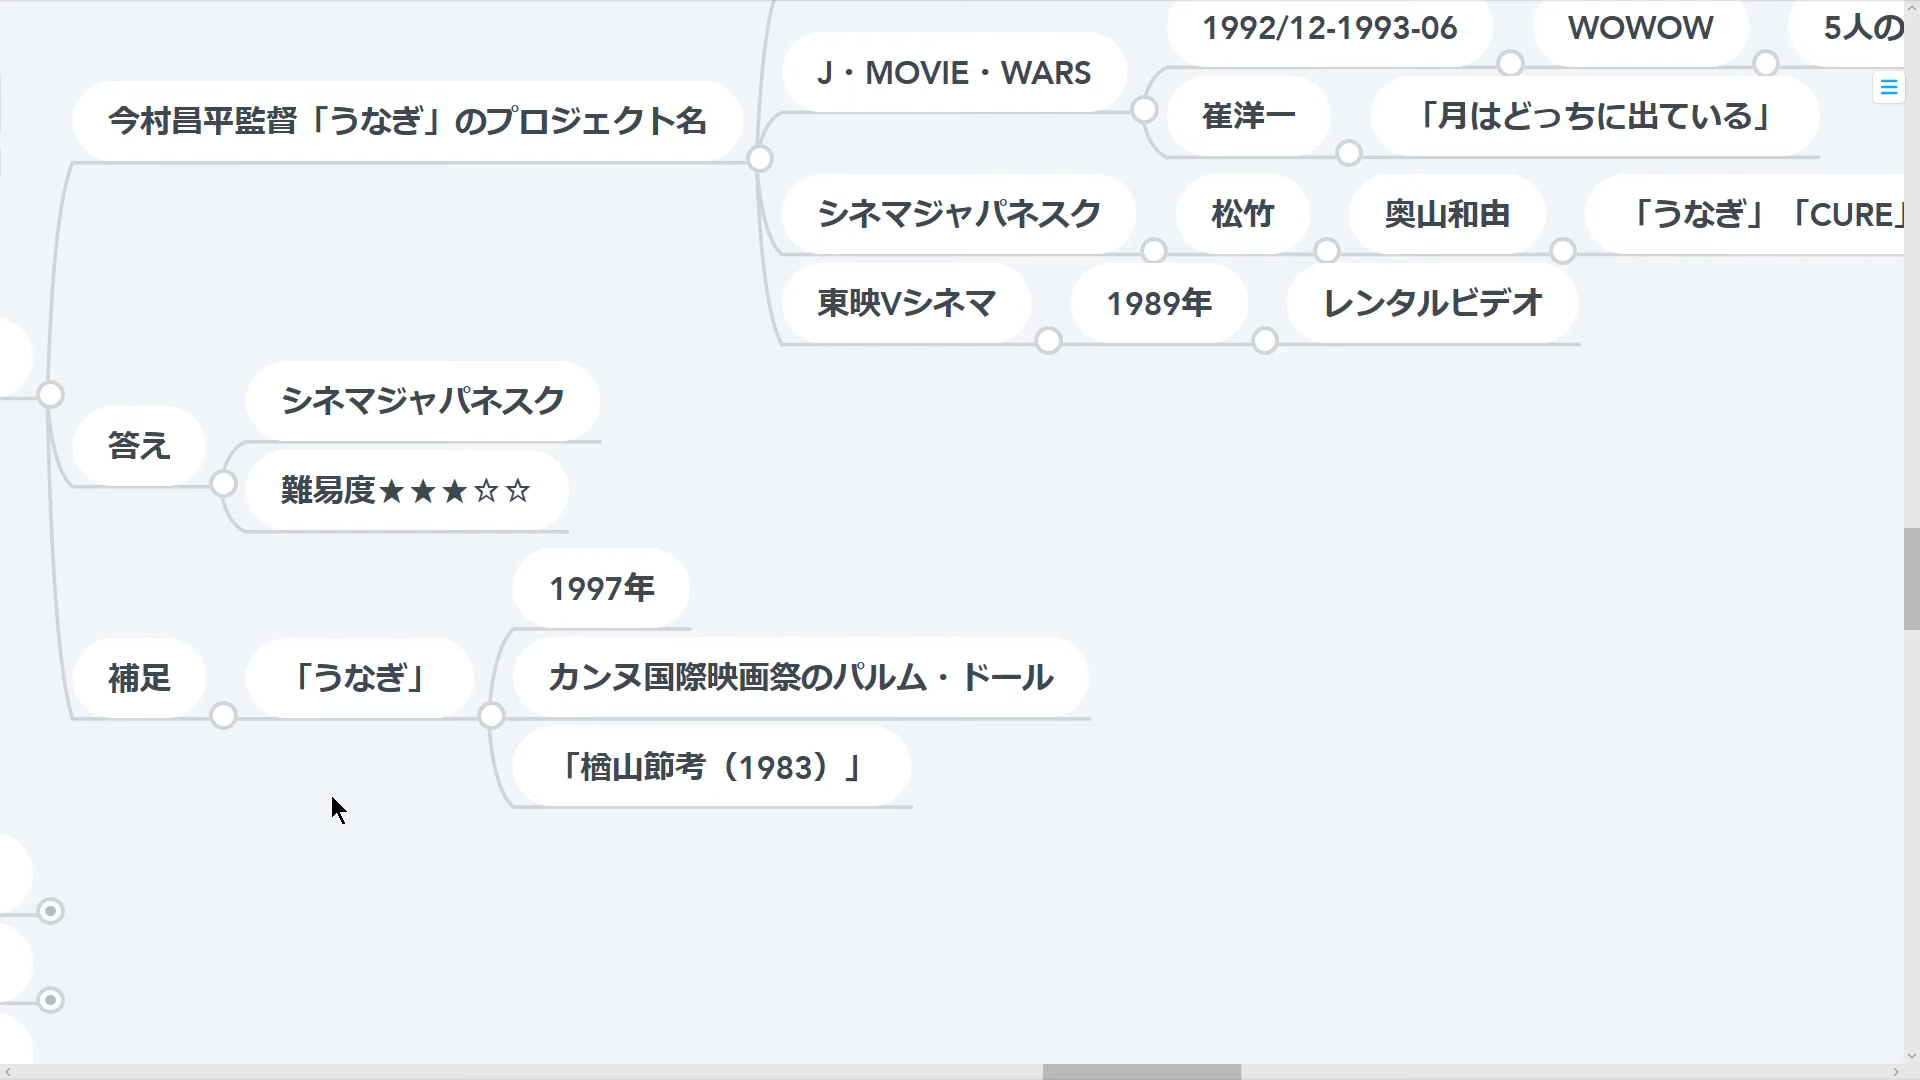 1992/12-1993-06
WOWOW
5人の
J・MOVIE・WARS
今村昌平監督「うなぎ」のプロジェクト名
崔洋一
「月はどっちに出ている」
シネマジャパネスク
松竹
奥山和由
「うなぎ」「CURE」
東映Vシネマ
1989年
レンタルビデオ
シネマジャパネスク
答え
難易度★★★☆☆
1997年
補足
「うなぎ」
カンヌ国際映画祭のパルム・ドール
「楢山節考（1983）」